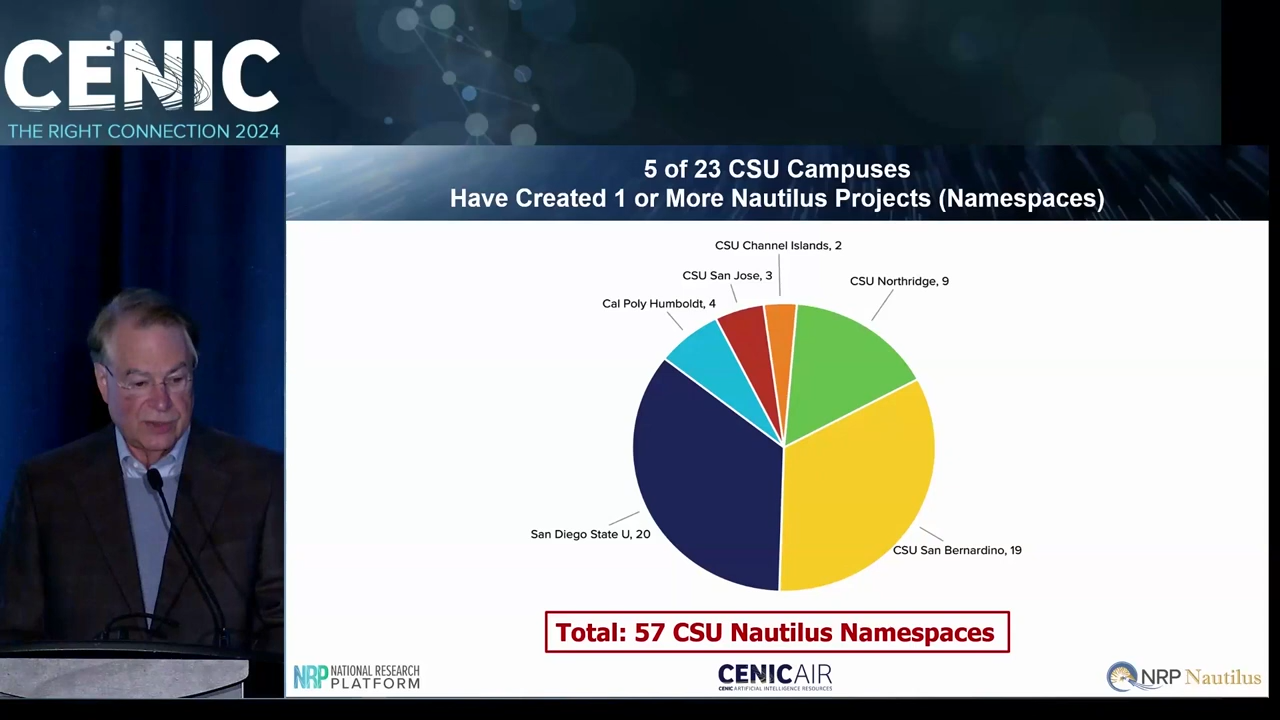 CENIC
THE RIGHT CONNECTION 2024
5 of 23 CSU Campuses
Have Created 1 or More Nautilus Projects (Namespaces)
CSU Channel Islands, 2
CSU San Jose, 3
CSU Northridge, 9
Cal Poly Humboldt, 4
San Diego State U, 20
CSU San Bernardino, 19
Total: 57 CSU Nautilus Namespaces
NRP NATIONAL RESEARCH
PLATFORM
CENICAIR
CENIC ARTIFICIAL INTELLIGENCE RESOURCES
NRP Nautilus